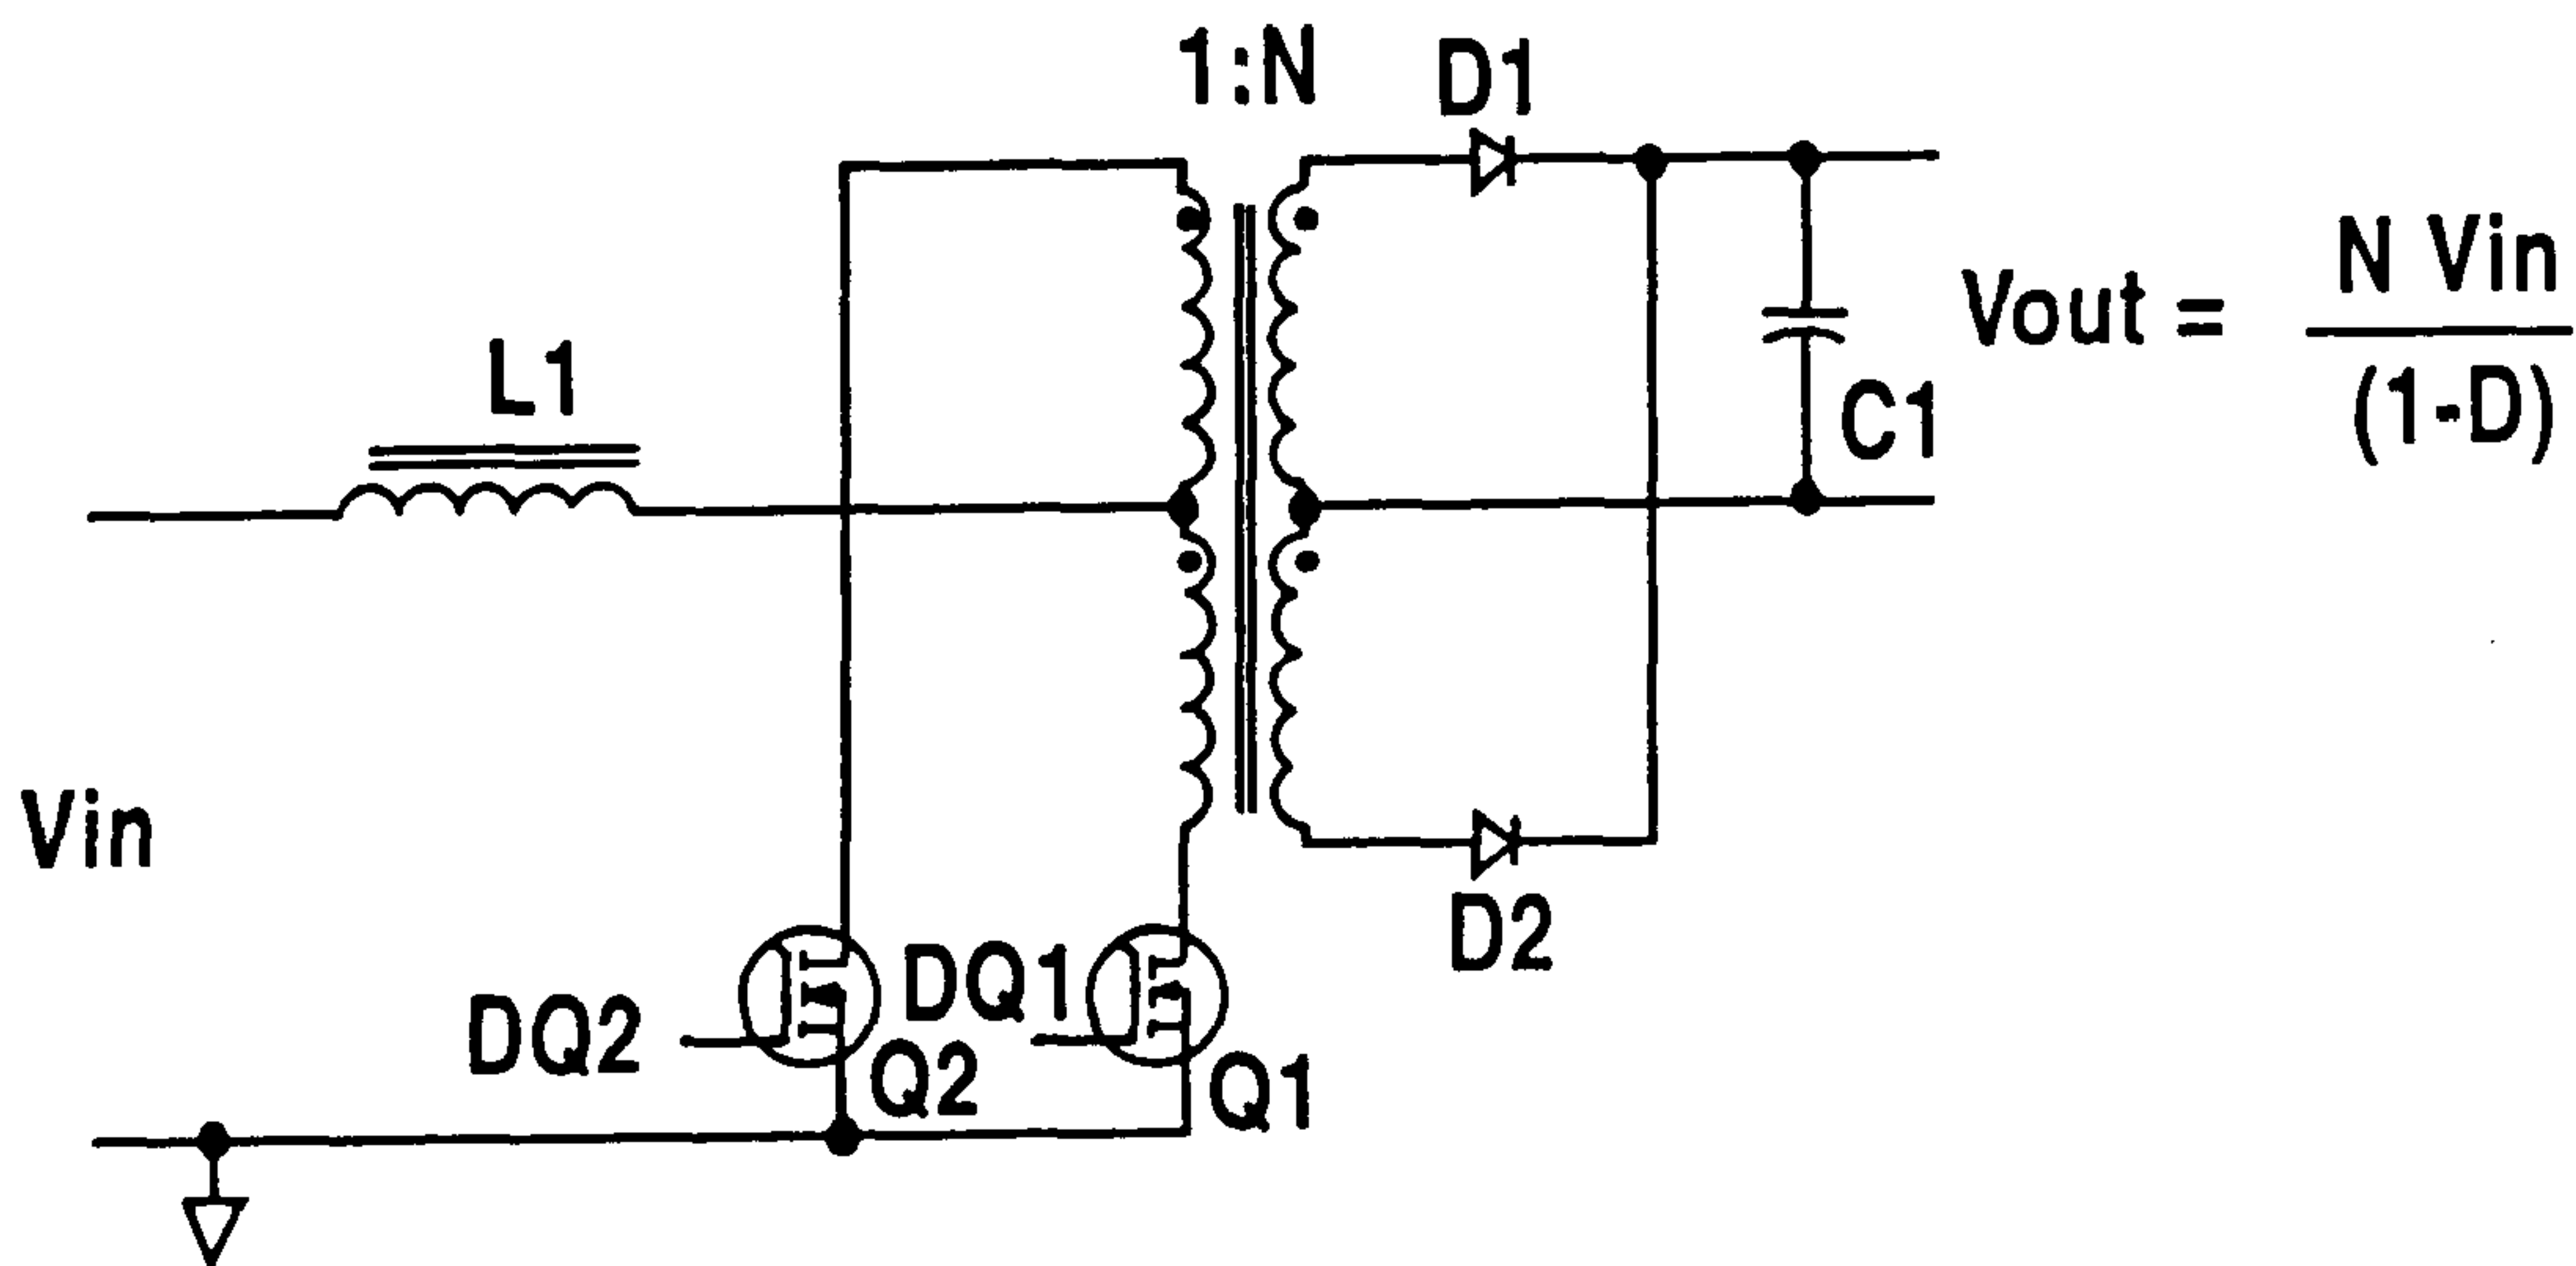 1:N
D1
L1
C1
Vout = N Vin
(1-D)
Vin
D2
DQ2
DQ1
Q2
Q1